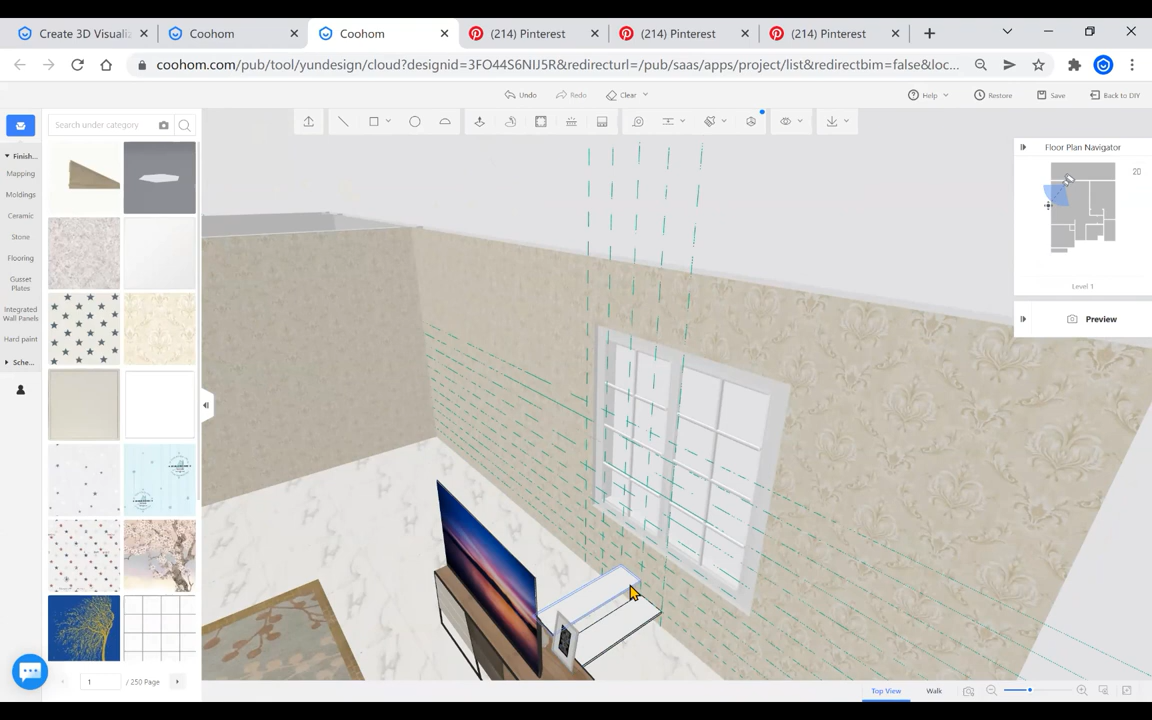 Create 3D Visualiz
Coohom
Coohom
(214) Pinterest
(214) Pinterest
(214) Pinterest
coohom.com/pub/tool/yundesign/cloud?designid=3FO44S6NIJ5R&redirecturl=/pub/saas/apps/project/list&redirectbim=false&loc...
Undo
Redo
Clear
Help
Restore
Save
Back to DIY
Search under category
Finish...
Mapping
Moldings
Ceramic
Stone
Flooring
Gusset
Plates
Integrated
Wall Panels
Hard paint
Sche...
Floor Plan Navigator
2D
Level 1
Preview
1
/ 250 Page
Top View
Walk